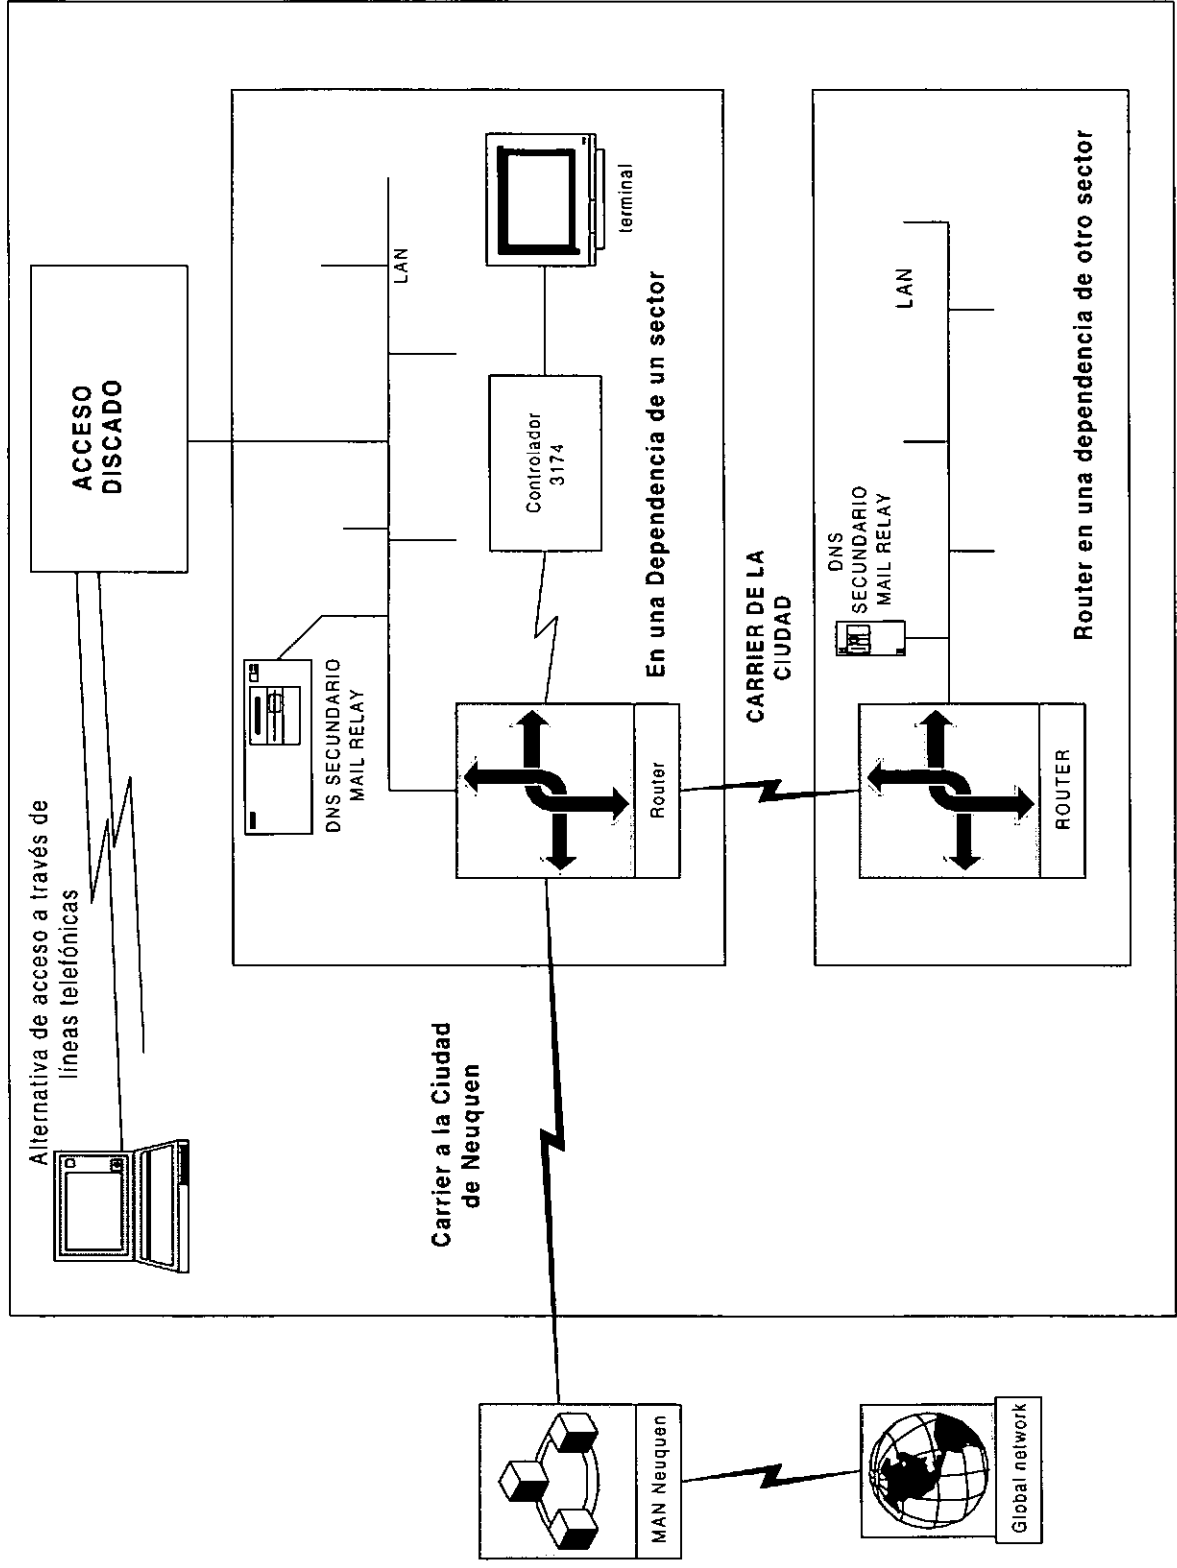 Alternativa de acceso a través de
líneas telefónicas
ACCESO
DISCADO
DNS SECUNDARIO
MAIL RELAY
LAN
Carrier a la Ciudad
de Neuquen
Controlador
3174
terminal
Router
En una Dependencia de un sector
MAN Neuquen
CARRIER DE LA
CIUDAD
DNS
SECUNDARIO
MAIL RELAY
LAN
ROUTER
Router en una dependencia de otro sector
Global network